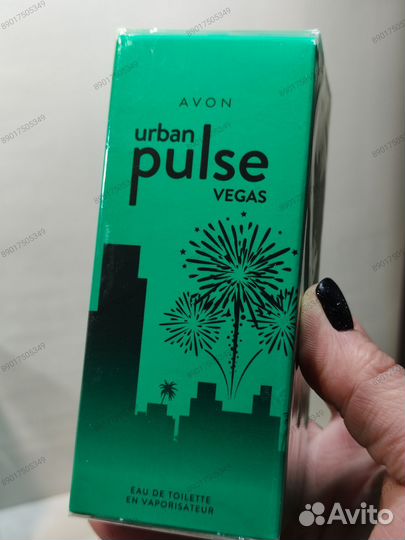 AVON
urban
pulse
VEGAS
EAU DE TOILETTE
EN VAPORISATEUR
Avito
89017505349